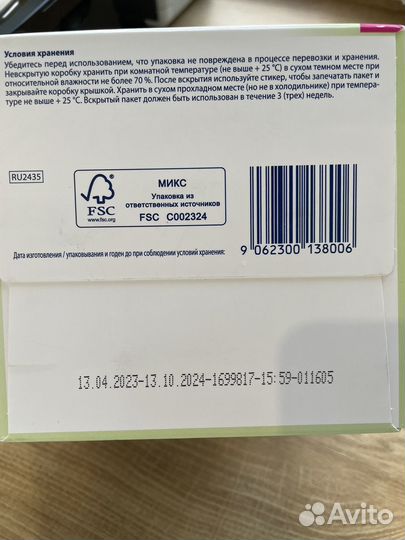 Условия хранения
Убедитесь перед использованием, что упаковка не повреждена в процессе перевозки и хранения.
Невскрытую коробку хранить при комнатной температуре (не выше + 25 °C) в сухом темном месте при
относительной влажности не более 70 %. После вскрытия используйте стикер, чтобы запечатать пакет и
закрывайте коробку крышкой. Хранить в сухом прохладном месте (но не в холодильнике) при темпера-
туре не выше + 25 °C. Вскрытый пакет должен быть использован в течение 3 (трех) недель.
RU2435
FSC
www.fsc.org
МИКС
Упаковка из
ответственных источников
FSC C002324
9 062300 138006
Дата изготовления / упаковывания и годен до при соблюдении условий хранения:
13.04.2023-13.10.2024-1699817-15:59-011605
Avito